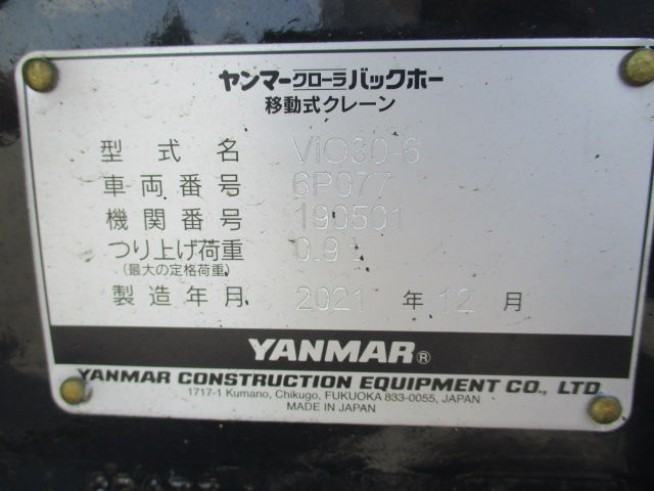 ヤンマークローラバックホー
移動式クレーン
型式名 ViO30-6
車両番号 6P077
機関番号 190501
つり上げ荷重 0.9
(最大の定格荷重)
製造年月 2021 年 12 月
YANMAR®
YANMAR CONSTRUCTION EQUIPMENT CO., LTD.
1717-1 Kumano, Chikugo, FUKUOKA 833-0055, JAPAN
MADE IN JAPAN